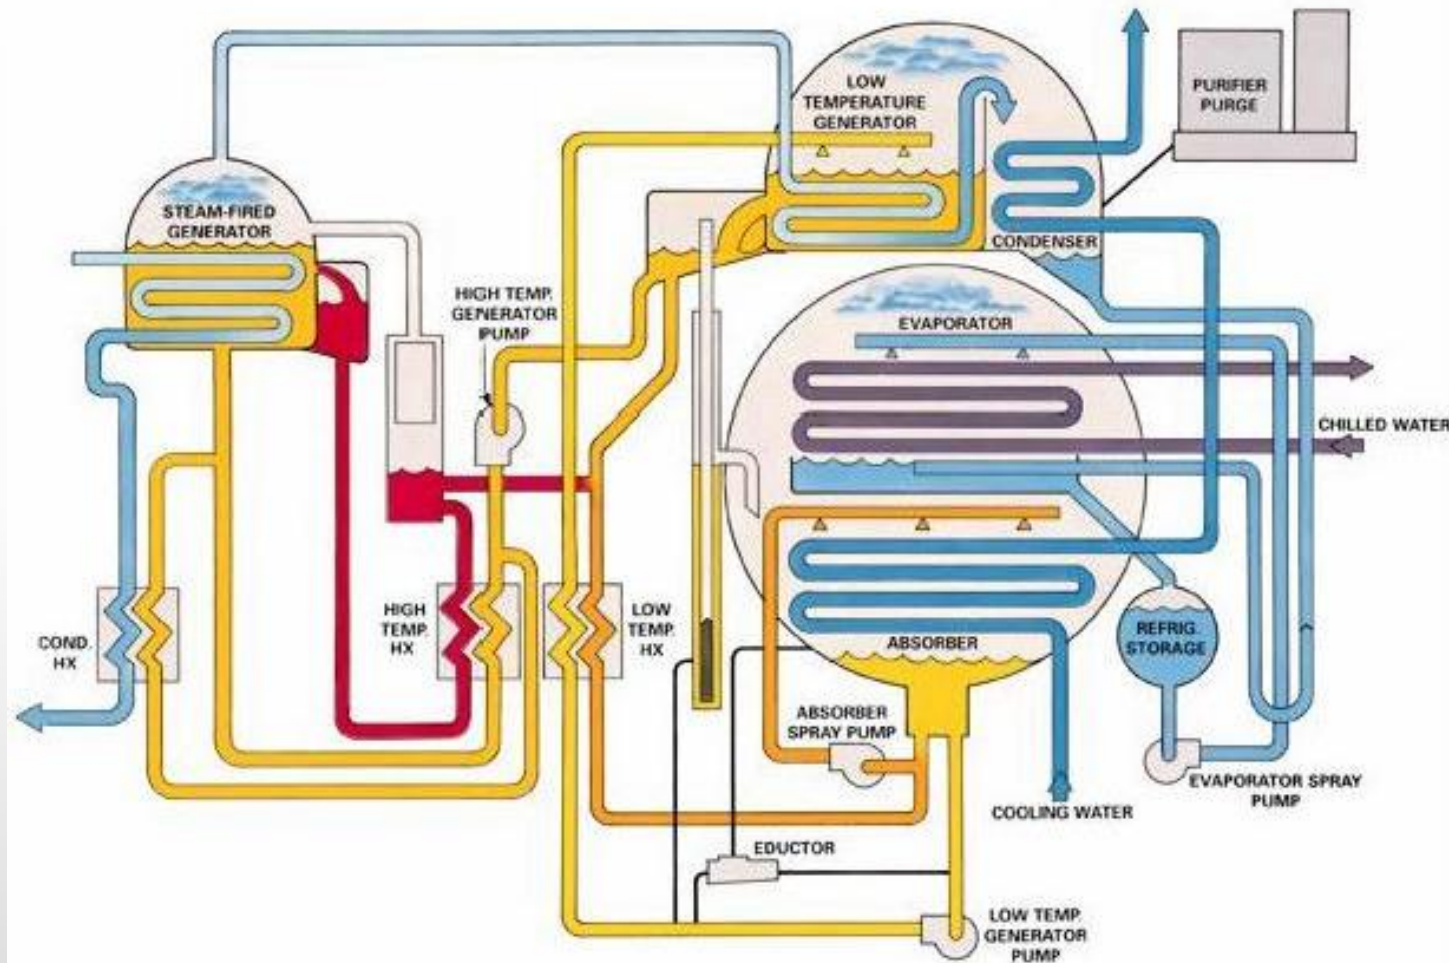 LOW
TEMPERATURE
GENERATOR
PURIFIER
PURGE
STEAM-FIRED
GENERATOR
CONDENSER
HIGH TEMP.
GENERATOR
PUMP
EVAPORATOR
CHILLED WATER
COND.
HX
HIGH
TEMP.
HX
LOW
TEMP.
HX
ABSORBER
REFRIG.
STORAGE
ABSORBER
SPRAY PUMP
COOLING WATER
EVAPORATOR SPRAY
PUMP
EDUCTOR
LOW TEMP.
GENERATOR
PUMP